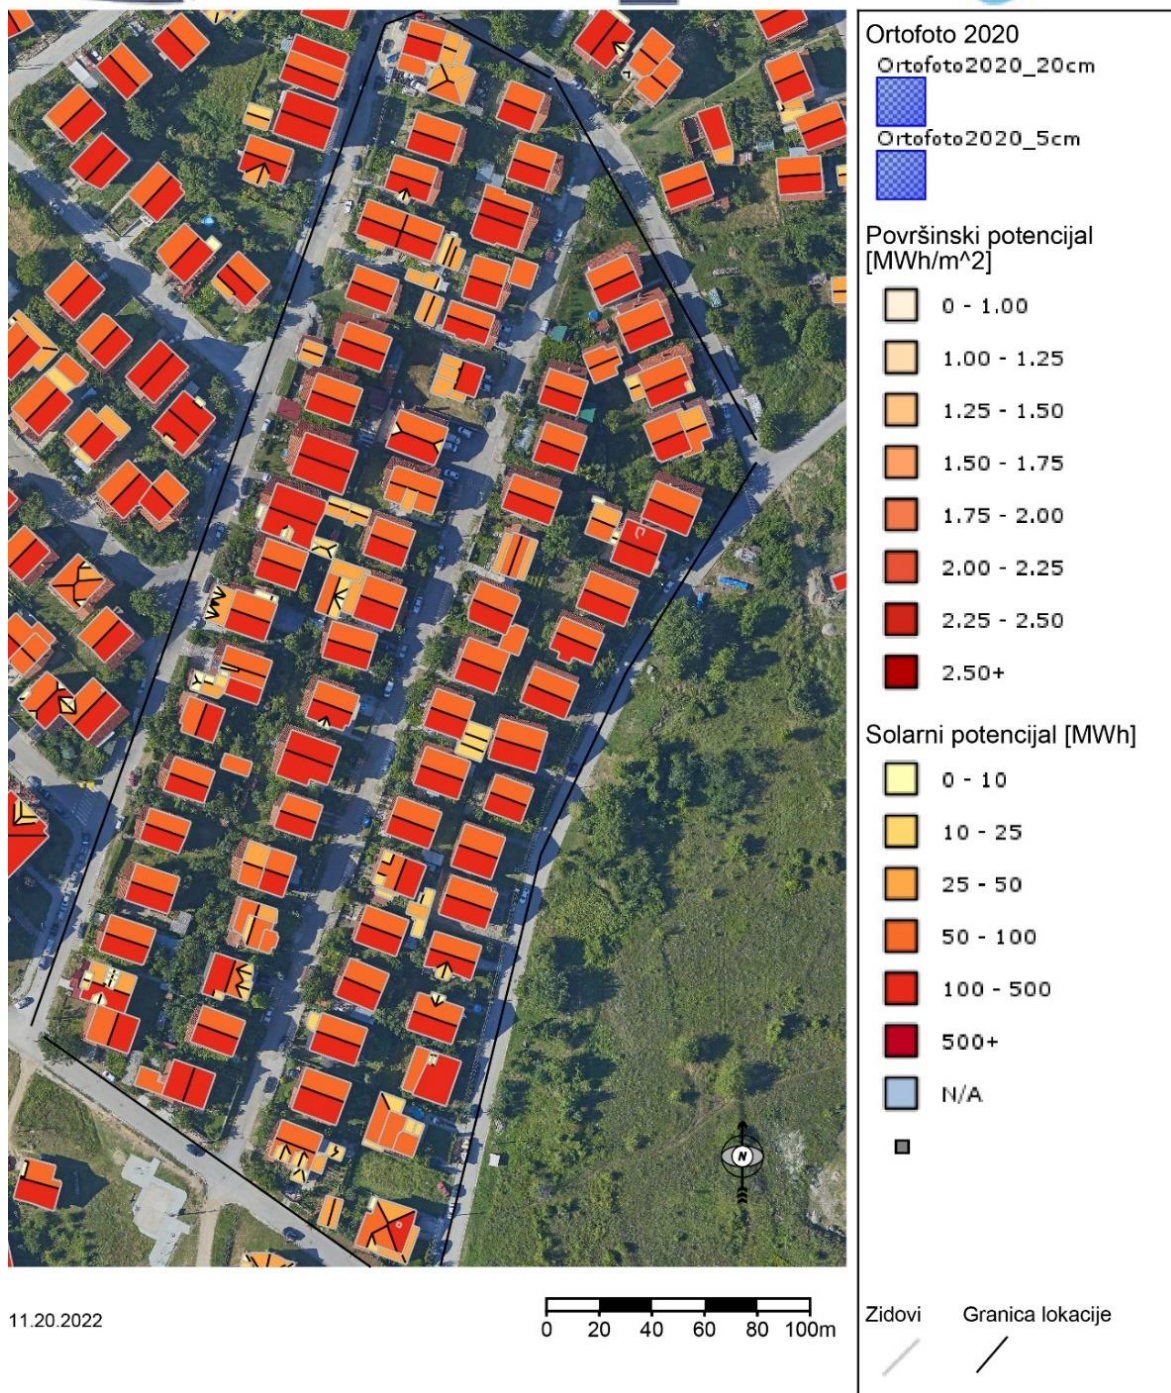 Ortofoto 2020
Ortofoto2020_20cm
Ortofoto2020_5cm
Površinski potencijal
[MWh/m^2]
0 - 1.00
1.00 - 1.25
1.25 - 1.50
1.50 - 1.75
1.75 - 2.00
2.00 - 2.25
2.25 - 2.50
2.50+
Solarni potencijal [MWh]
0 - 10
10 - 25
25 - 50
50 - 100
100 - 500
500+
N/A
N
11.20.2022
0 20 40 60 80 100m
Zidovi Granica lokacije